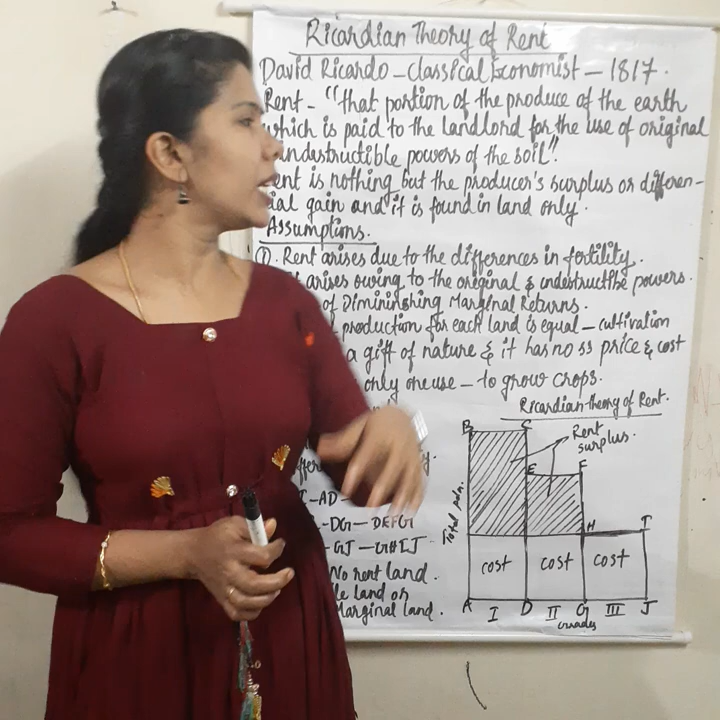 Ricardian Theory of Rent
David Ricardo - Classical Economist - 1817.
Rent - "that portion of the produce of the earth
which is paid to the landlord for the use of original
indestructible powers of the soil".
ent is nothing but the producer's surplus or differen-
ial gain and it is found in land only.
Assumptions.
①. Rent arises due to the differences in fertility.
t arises owing to the original & indestructible powers.
of Diminishing Marginal Returns.
production for each land is equal - cultivation
a gift of nature & it has no ss price & cost
only one use - to grow crops.
Ricardian theory of Rent.
B C
Rent surplus.
E F
-AD-
-DG- DEFG
-GJ- GHIJ
No rent land.
le land or
Marginal land.
Total pdn.
H I
cost cost cost
A I D II G III J
Grades